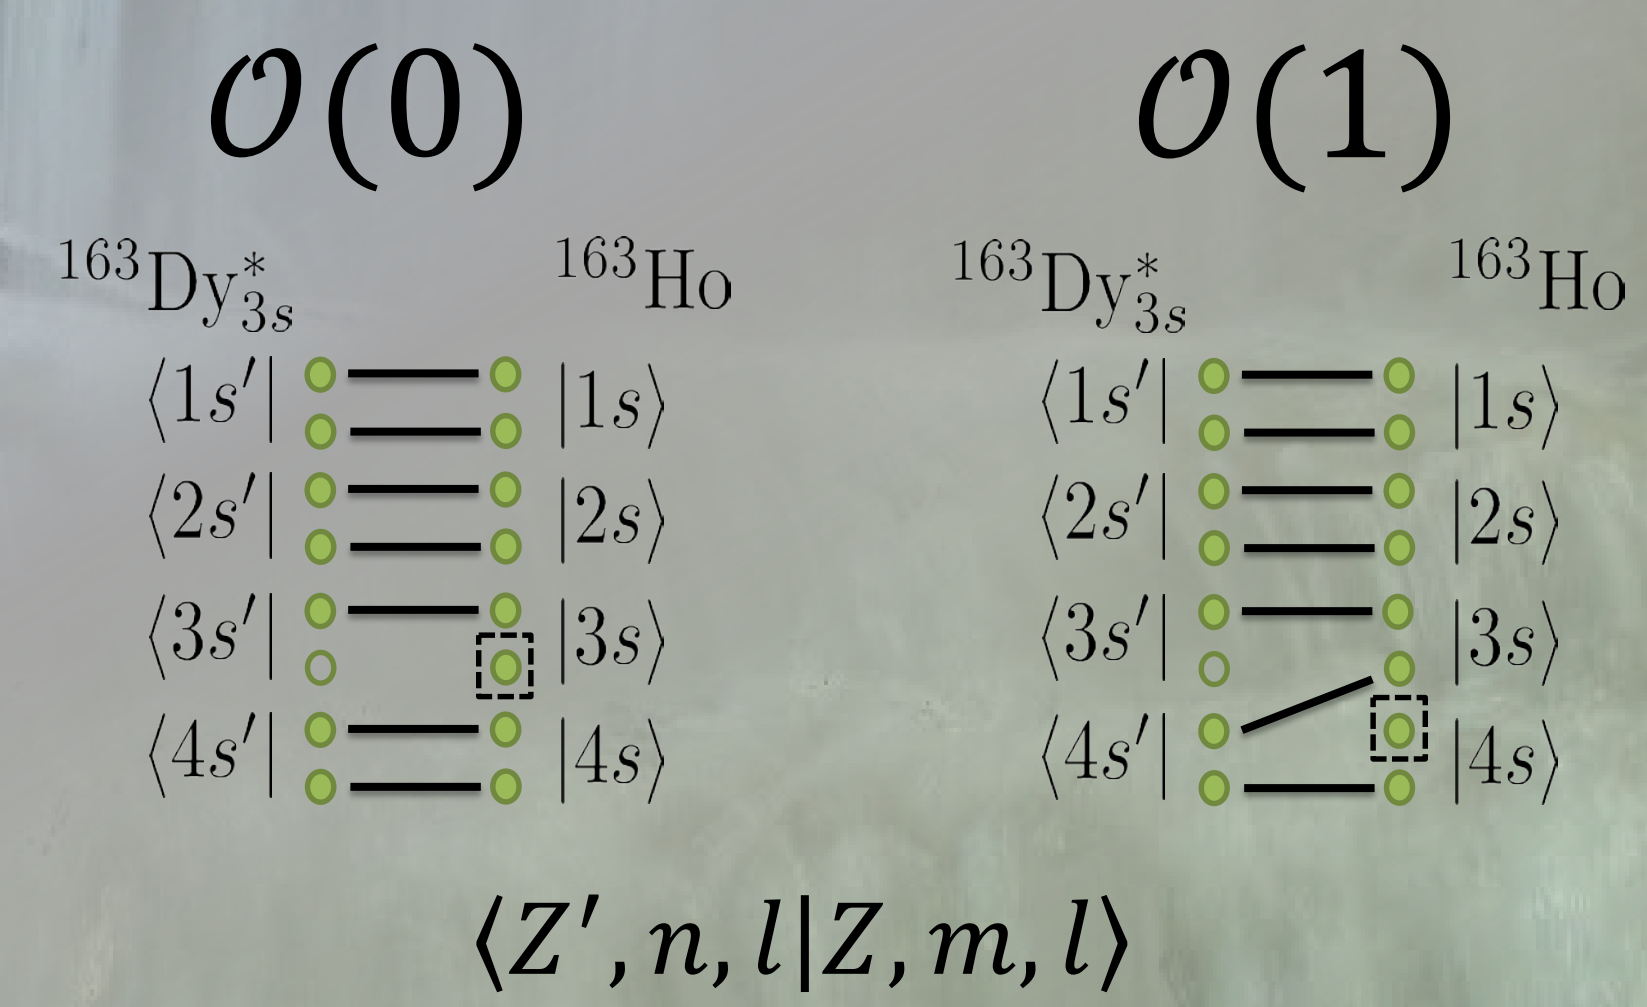 𝒪(0) 𝒪(1)
¹⁶³Dy*₃ₛ ¹⁶³Ho ¹⁶³Dy*₃ₛ ¹⁶³Ho
⟨1s′| |1s⟩ ⟨1s′| |1s⟩
⟨2s′| |2s⟩ ⟨2s′| |2s⟩
⟨3s′| |3s⟩ ⟨3s′| |3s⟩
⟨4s′| |4s⟩ ⟨4s′| |4s⟩
⟨Z′, n, l|Z, m, l⟩